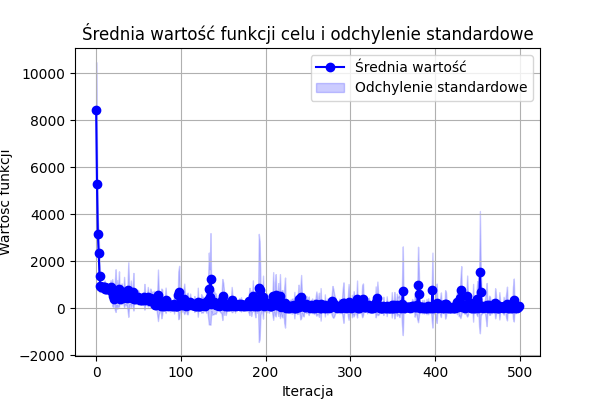 Średnia wartość funkcji celu i odchylenie standardowe
Średnia wartość
Odchylenie standardowe
Wartość funkcji
10000
8000
6000
4000
2000
0
−2000
0 100 200 300 400 500
Iteracja